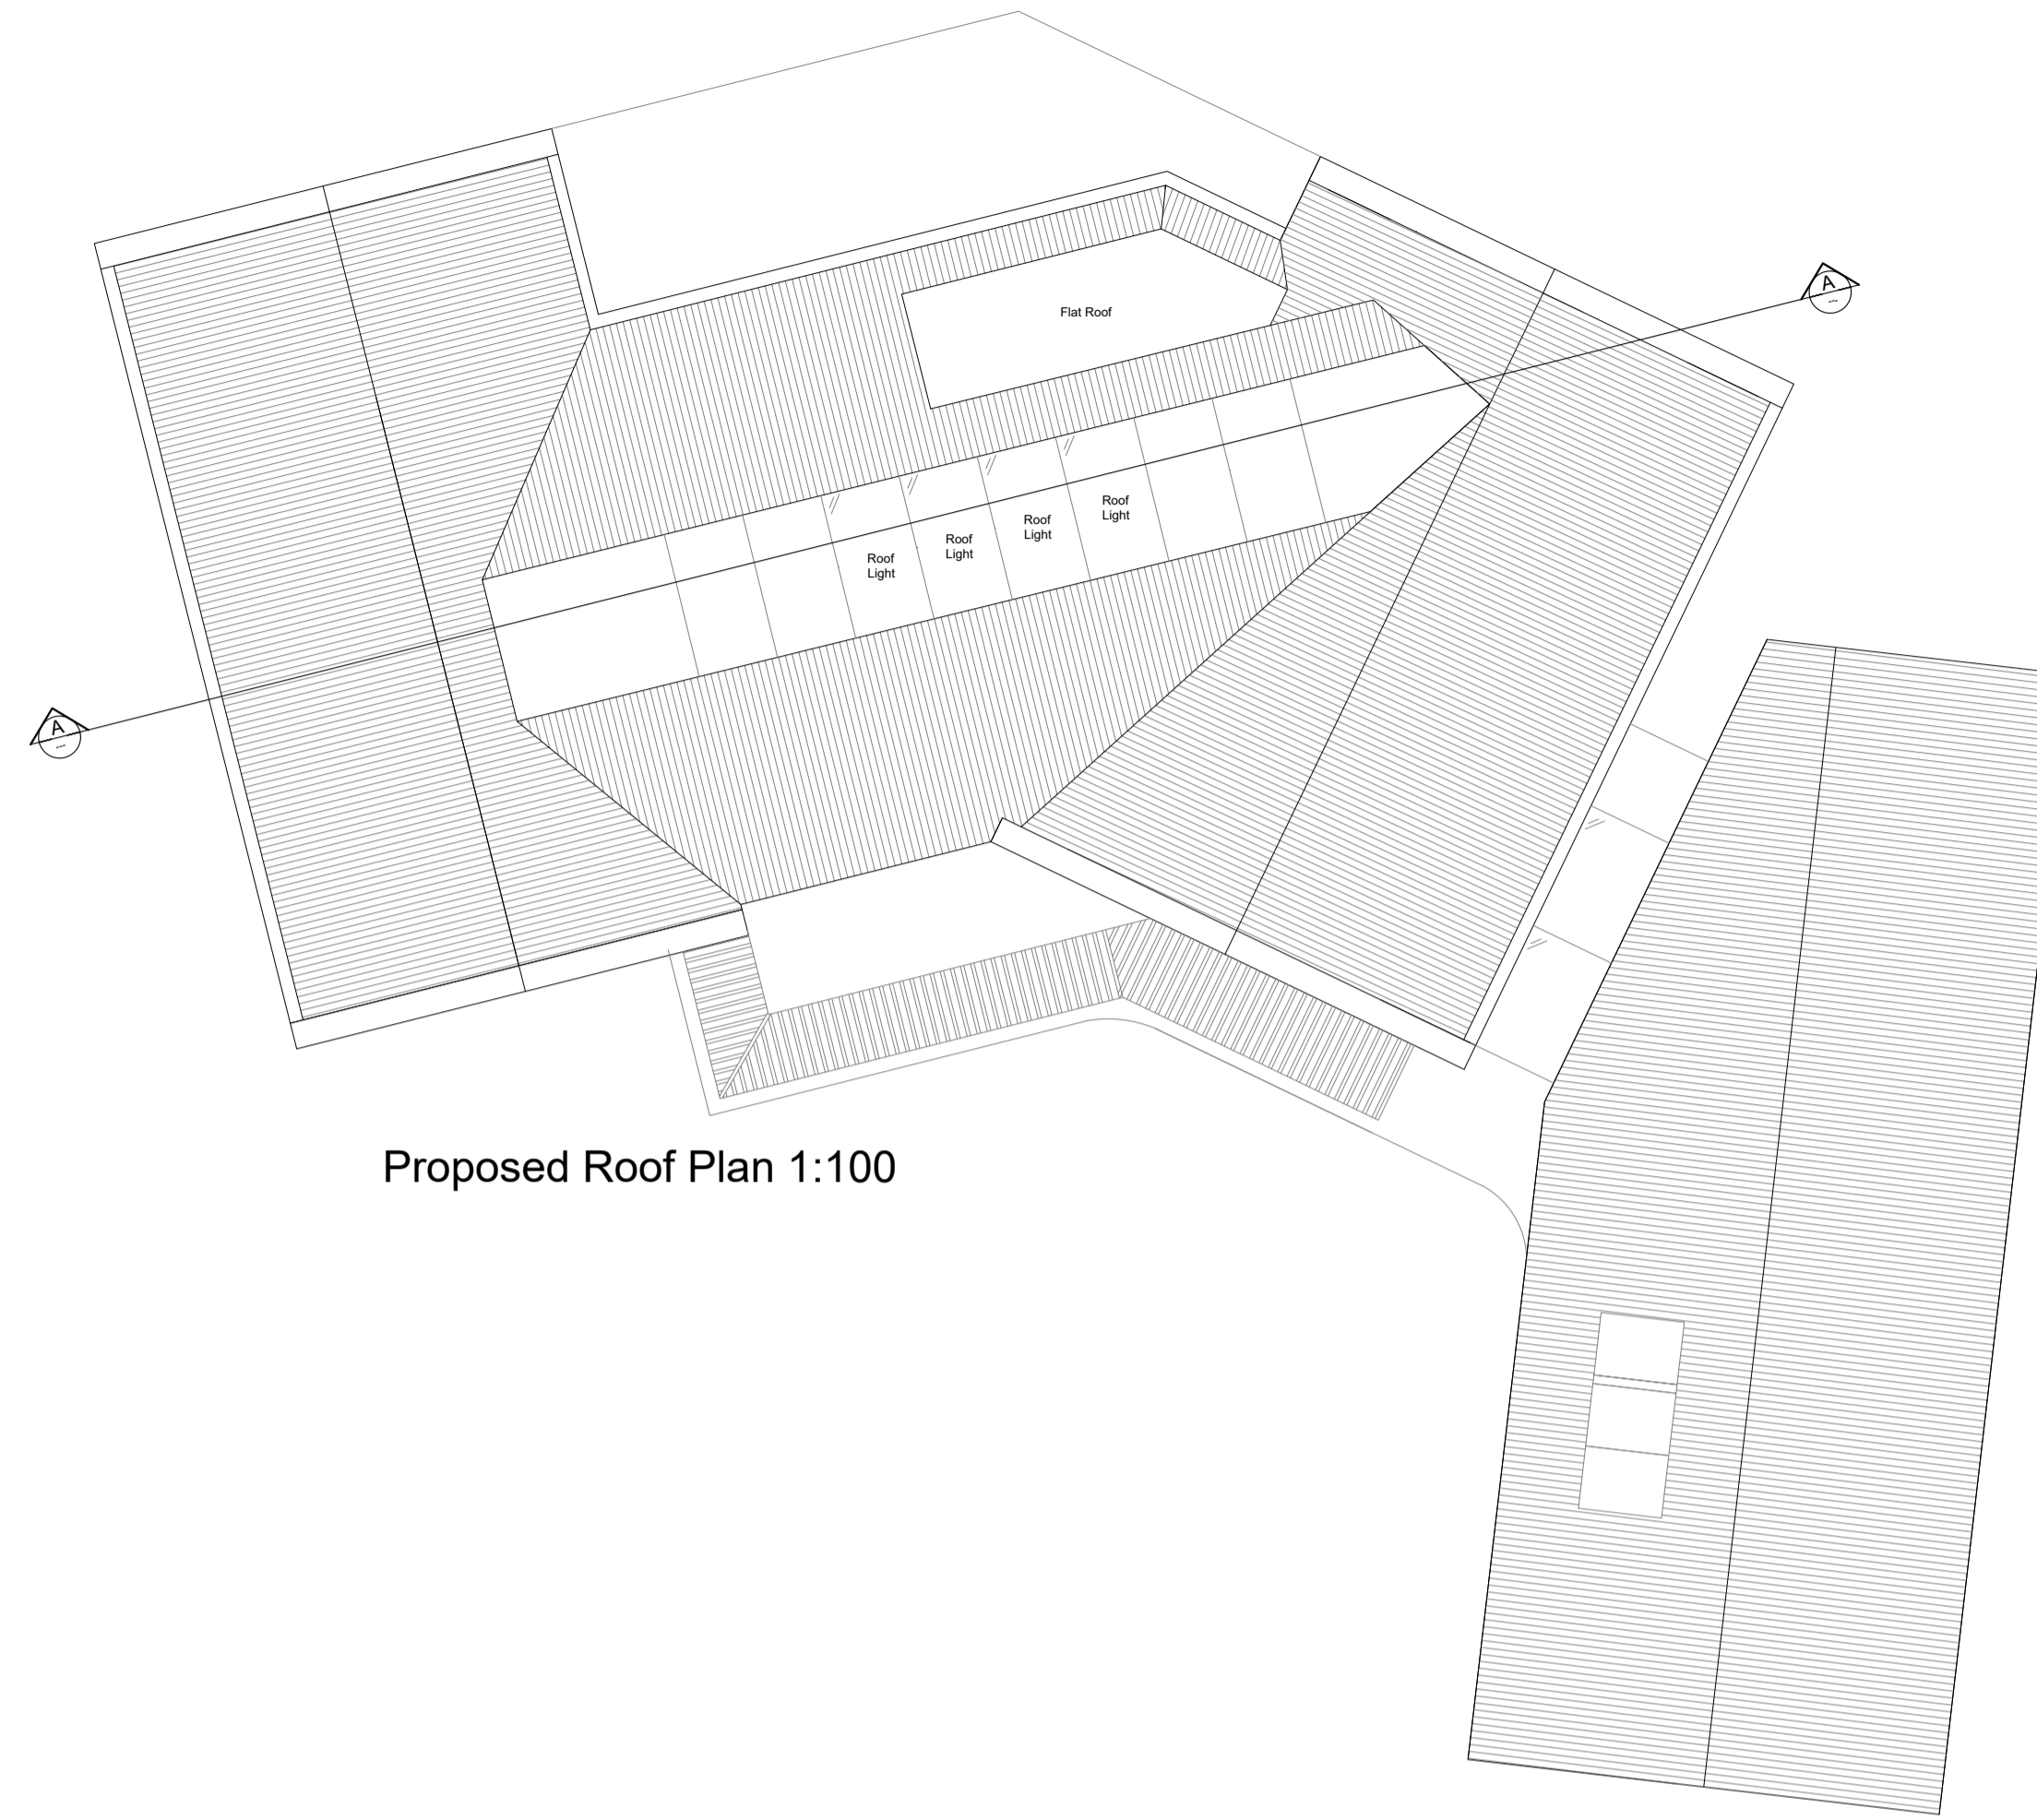 A
---
Flat Roof
Roof
Light
Roof
Light
Roof
Light
Roof
Light
A
---
Proposed Roof Plan 1:100